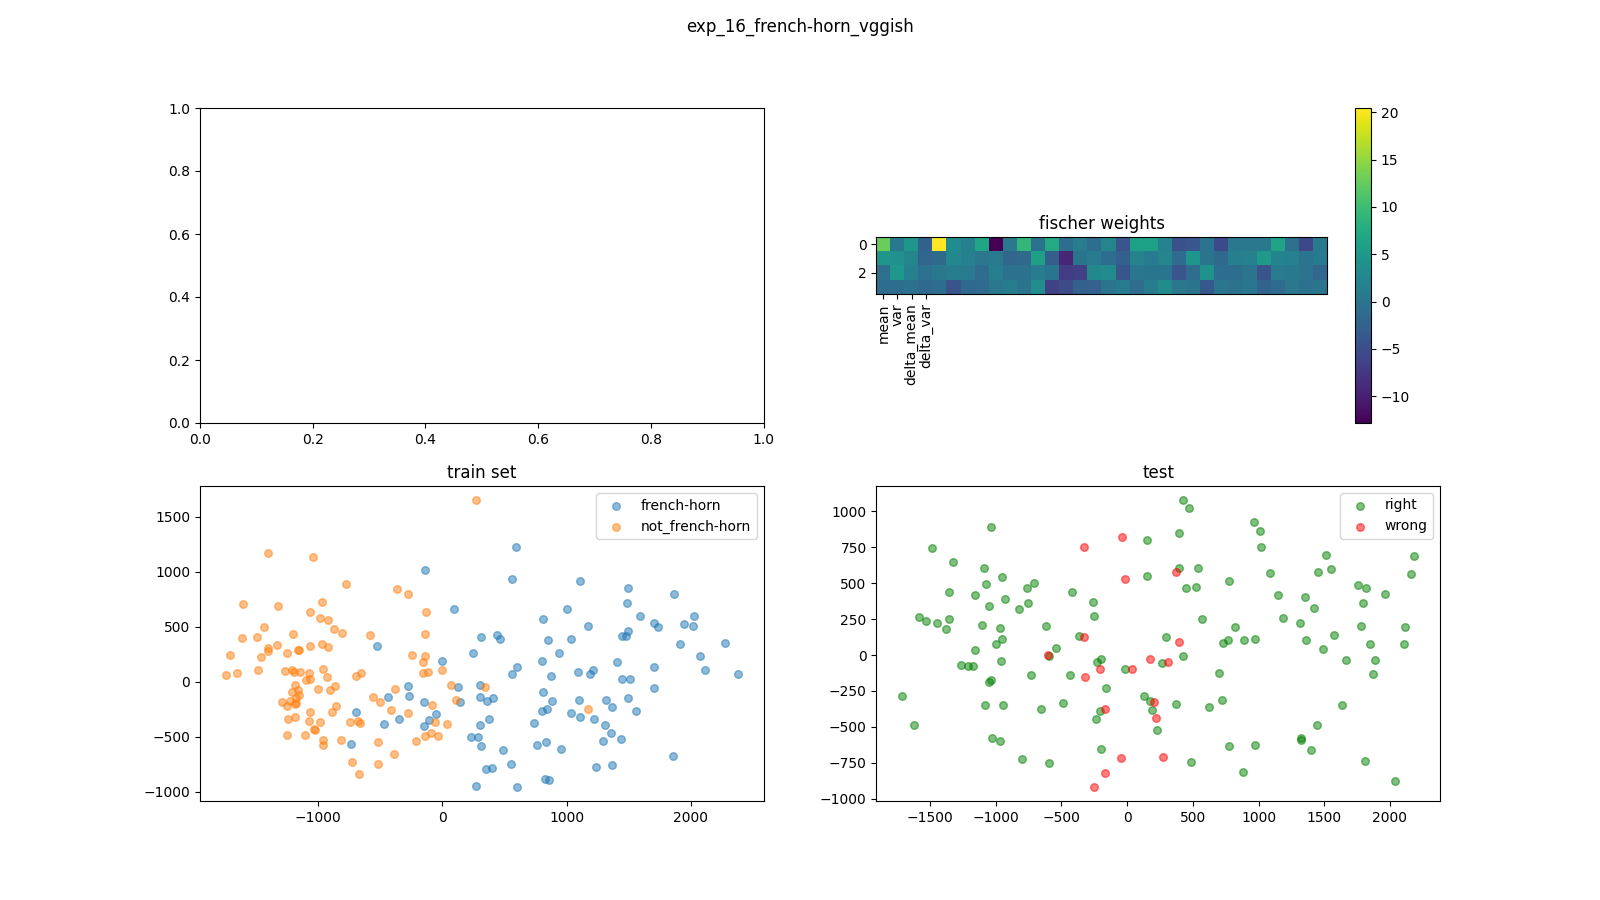 exp_16_french-horn_vggish
1.0
0.8
0.6
0.4
0.2
0.0
0.0 0.2 0.4 0.6 0.8 1.0
fischer weights
0
2
mean
var
delta_mean
delta_var
20
15
10
5
0
−5
−10
train set
1500
1000
500
0
−500
−1000
−1000 0 1000 2000
french-horn
not_french-horn
test
1000
750
500
250
0
−250
−500
−750
−1000
−1500 −1000 −500 0 500 1000 1500 2000
right
wrong